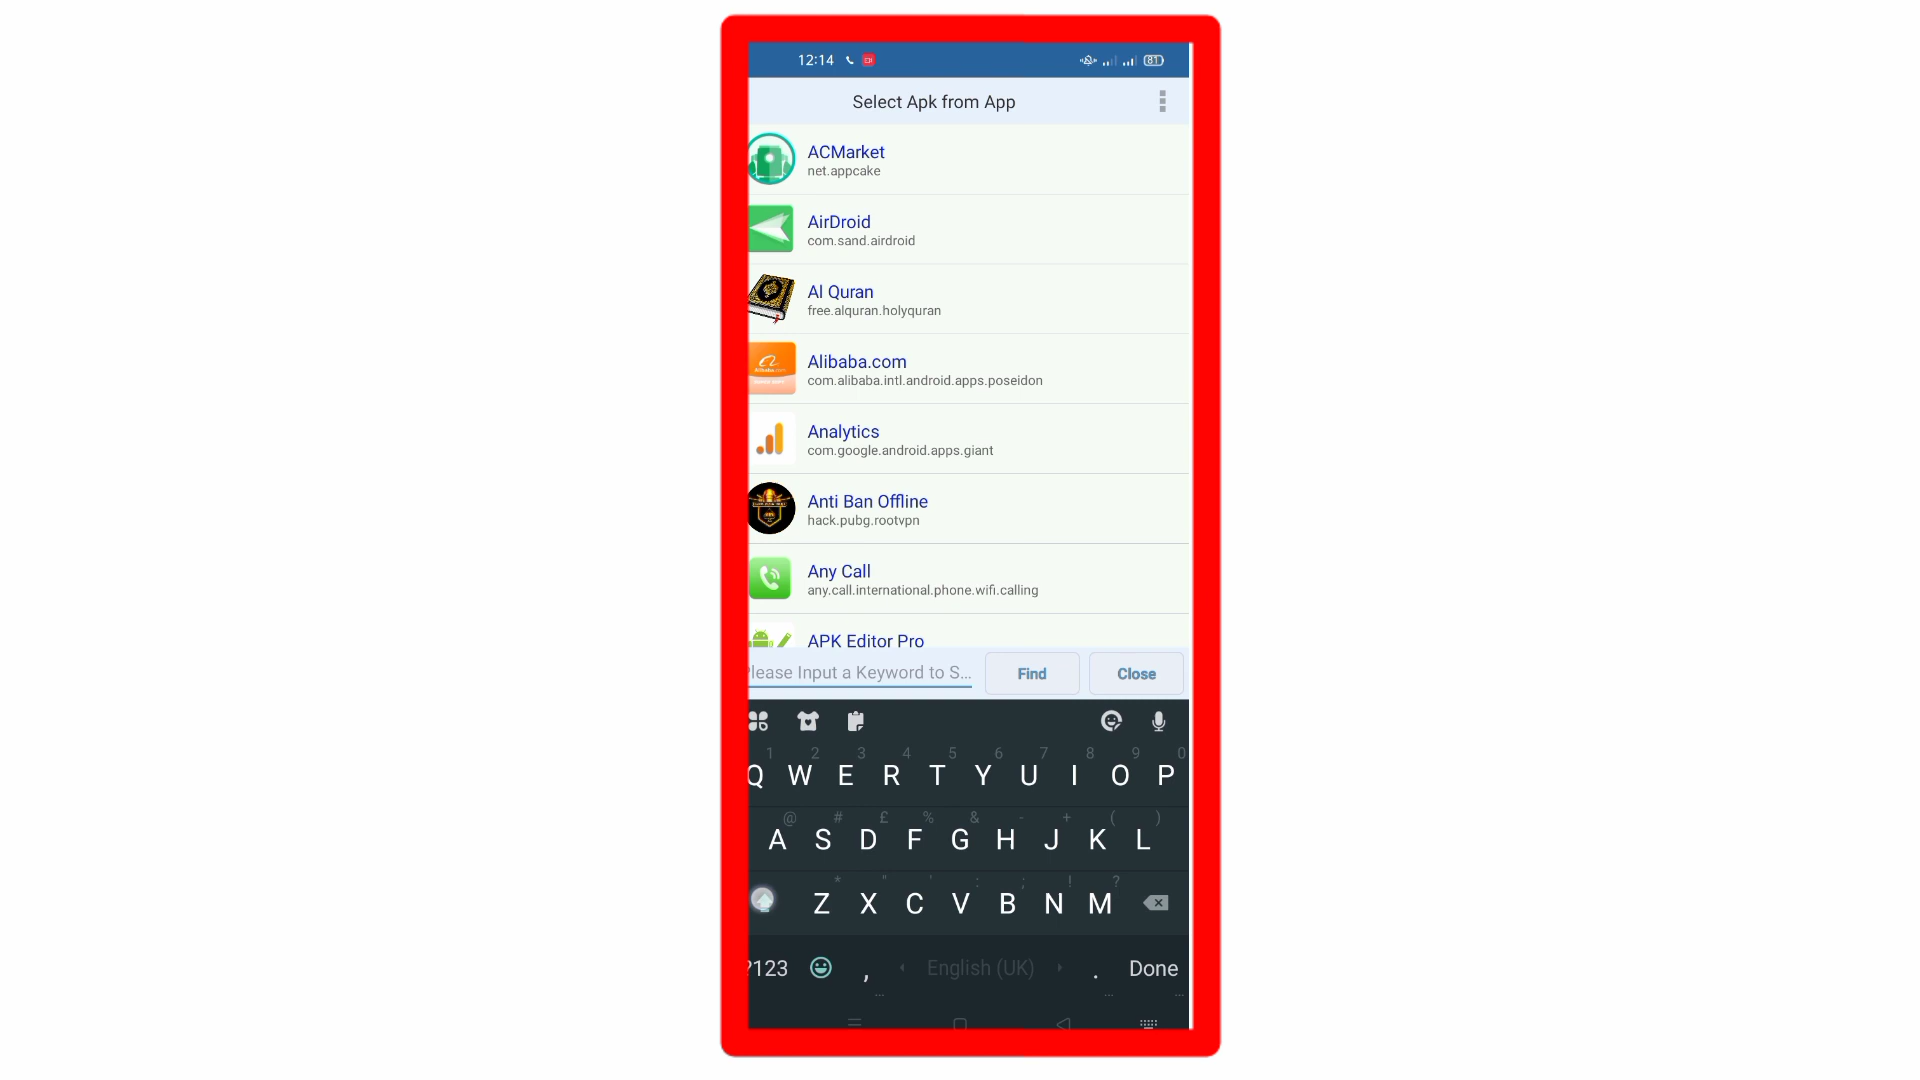 12:14
81
Select Apk from App
ACMarket
net.appcake
AirDroid
com.sand.airdroid
Al Quran
free.alquran.holyquran
Alibaba.com
com.alibaba.intl.android.apps.poseidon
Analytics
com.google.android.apps.giant
Anti Ban Offline
hack.pubg.rootvpn
Any Call
any.call.international.phone.wifi.calling
APK Editor Pro
lease Input a Keyword to S...
Find
Close
1 2 3 4 5 6 7 8 9 0
Q W E R T Y U I O P
@ # £ % & - + ( )
A S D F G H J K L
* " ' : ; ! ?
Z X C V B N M
?123 , English (UK) . Done